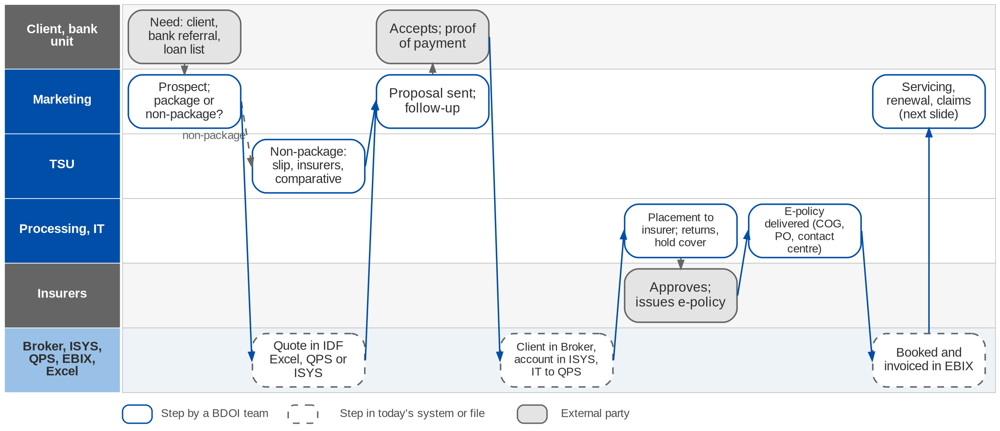 Client, bank
unit
Need: client,
bank referral,
loan list
Accepts; proof
of payment
Marketing
Prospect;
package or
non-package?
Proposal sent;
follow-up
Servicing,
renewal, claims
(next slide)
non-package
TSU
Non-package:
slip, insurers,
comparative
Processing, IT
Placement to
insurer; returns,
hold cover
E-policy
delivered (COG,
PO, contact
centre)
Insurers
Approves;
issues e-policy
Broker, ISYS,
QPS, EBIX,
Excel
Quote in IDF
Excel, QPS or
ISYS
Client in Broker,
account in ISYS,
IT to QPS
Booked and
invoiced in EBIX
Step by a BDOI team
Step in today's system or file
External party